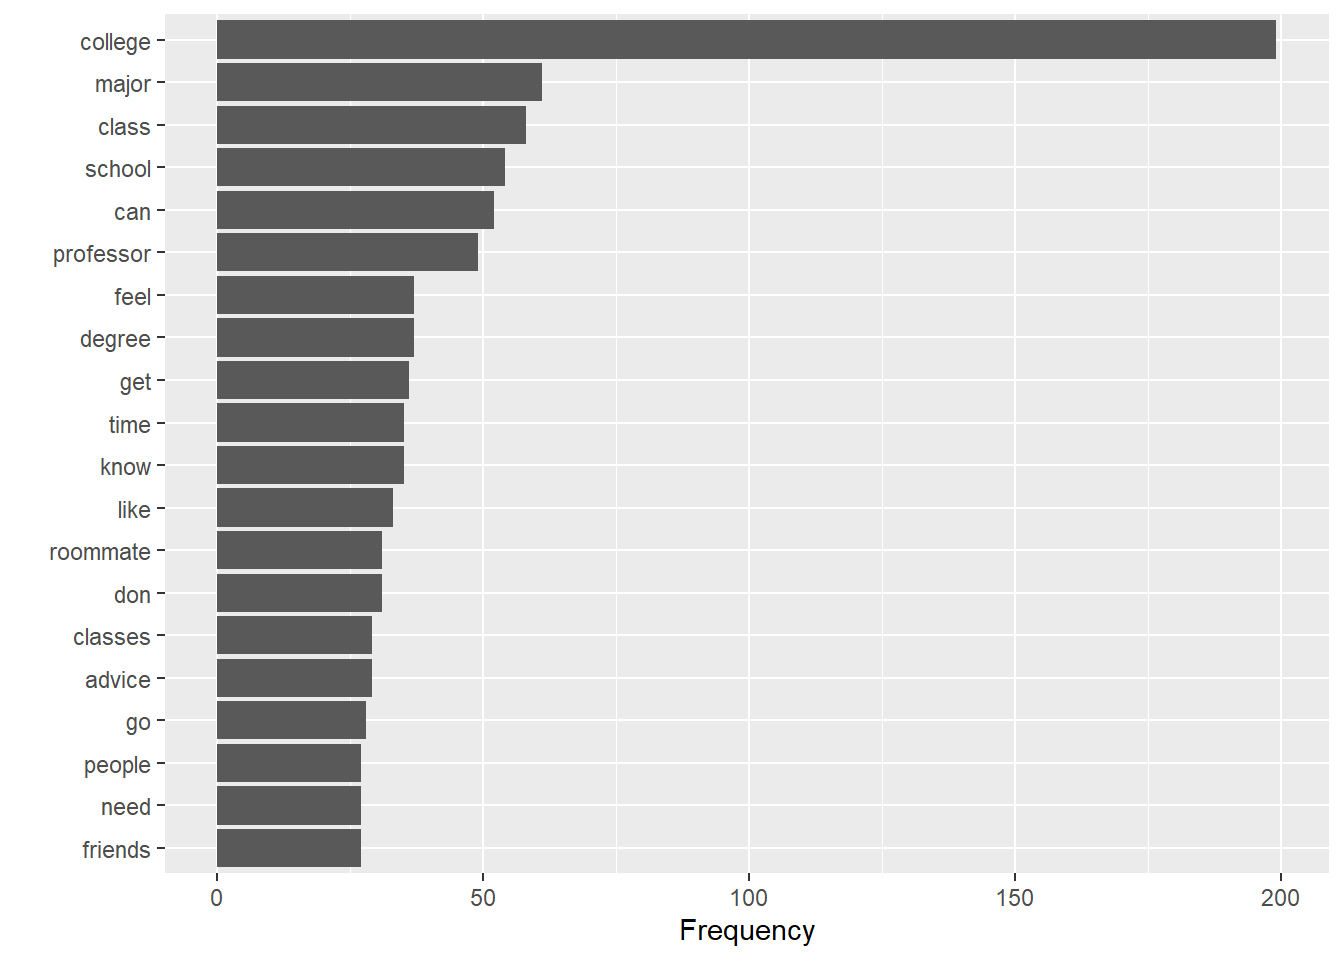 college
major
class
school
can
professor
feel
degree
get
time
know
like
roommate
don
classes
advice
go
people
need
friends
0 50 100 150 200
Frequency